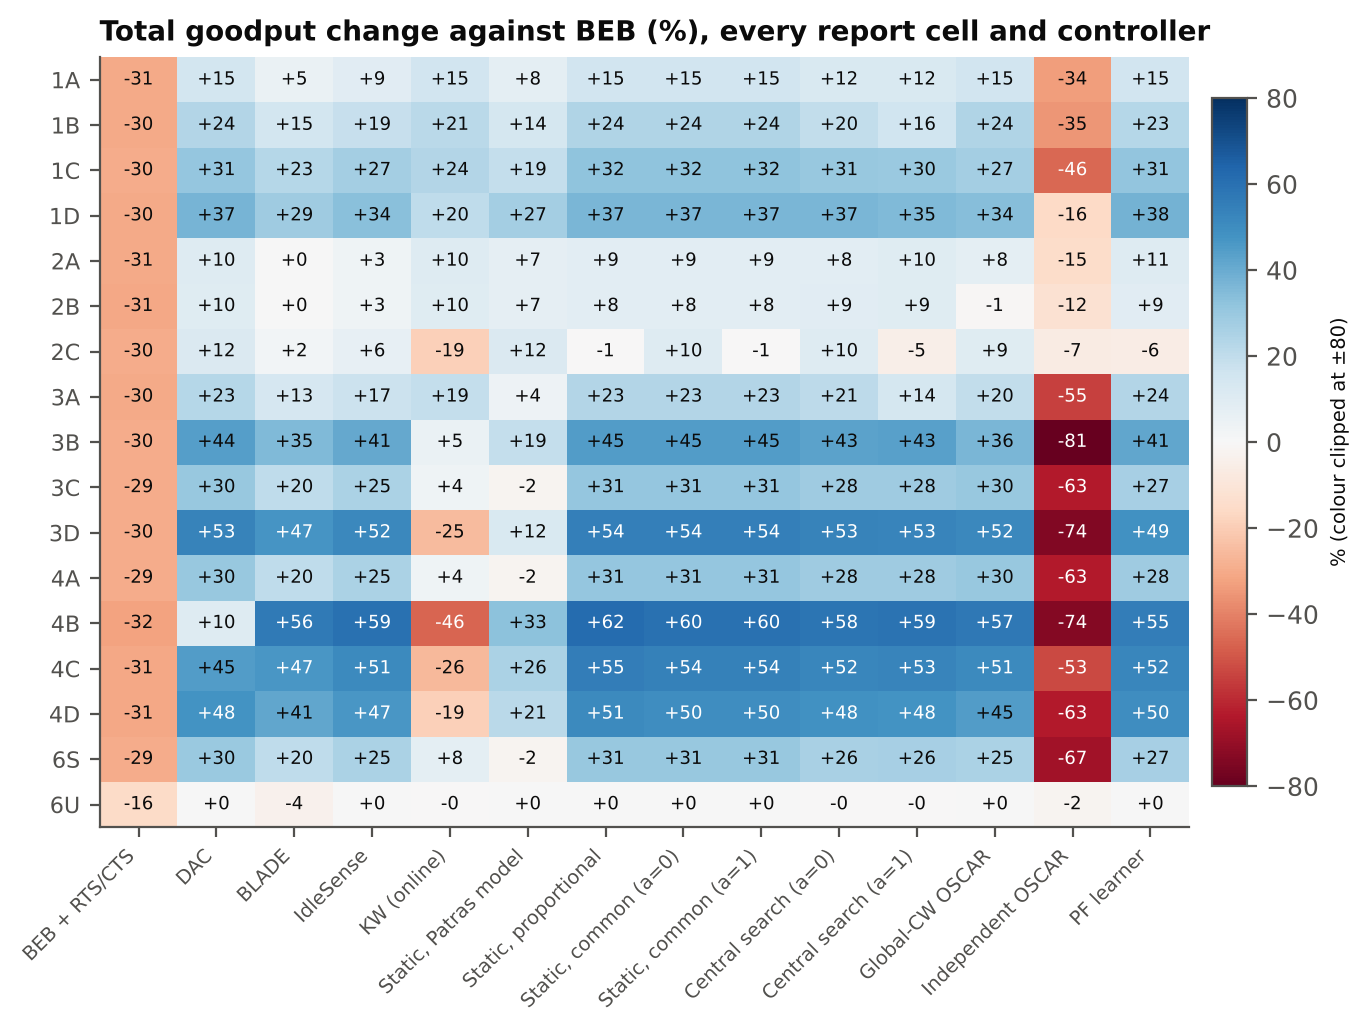 Total goodput change against BEB (%), every report cell and controller
1A -31 +15 +5 +9 +15 +8 +15 +15 +15 +12 +12 +15 -34 +15
1B -30 +24 +15 +19 +21 +14 +24 +24 +24 +20 +16 +24 -35 +23
1C -30 +31 +23 +27 +24 +19 +32 +32 +32 +31 +30 +27 -46 +31
1D -30 +37 +29 +34 +20 +27 +37 +37 +37 +37 +35 +34 -16 +38
2A -31 +10 +0 +3 +10 +7 +9 +9 +9 +8 +10 +8 -15 +11
2B -31 +10 +0 +3 +10 +7 +8 +8 +8 +9 +9 -1 -12 +9
2C -30 +12 +2 +6 -19 +12 -1 +10 -1 +10 -5 +9 -7 -6
3A -30 +23 +13 +17 +19 +4 +23 +23 +23 +21 +14 +20 -55 +24
3B -30 +44 +35 +41 +5 +19 +45 +45 +45 +43 +43 +36 -81 +41
3C -29 +30 +20 +25 +4 -2 +31 +31 +31 +28 +28 +30 -63 +27
3D -30 +53 +47 +52 -25 +12 +54 +54 +54 +53 +53 +52 -74 +49
4A -29 +30 +20 +25 +4 -2 +31 +31 +31 +28 +28 +30 -63 +28
4B -32 +10 +56 +59 -46 +33 +62 +60 +60 +58 +59 +57 -74 +55
4C -31 +45 +47 +51 -26 +26 +55 +54 +54 +52 +53 +51 -53 +52
4D -31 +48 +41 +47 -19 +21 +51 +50 +50 +48 +48 +45 -63 +50
6S -29 +30 +20 +25 +8 -2 +31 +31 +31 +26 +26 +25 -67 +27
6U -16 +0 -4 +0 -0 +0 +0 +0 +0 -0 -0 +0 -2 +0
BEB + RTS/CTS
DAC
BLADE
IdleSense
KW (online)
Static, Patras model
Static, proportional
Static, common (a=0)
Static, common (a=1)
Central search (a=0)
Central search (a=1)
Global-CW OSCAR
Independent OSCAR
PF learner
80
60
40
20
0
−20
−40
−60
−80
% (colour clipped at ±80)